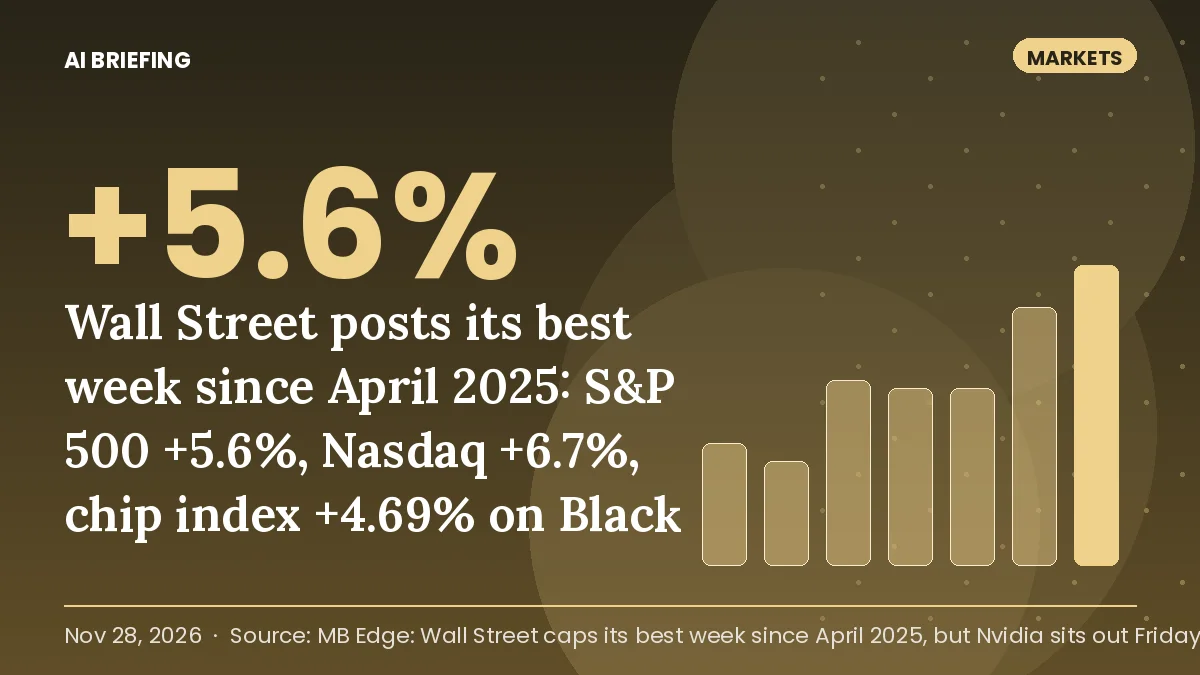 AI BRIEFING
MARKETS
+5.6%
Wall Street posts its best
week since April 2025: S&P
500 +5.6%, Nasdaq +6.7%,
chip index +4.69% on Black
Nov 28, 2026 · Source: MB Edge: Wall Street caps its best week since April 2025, but Nvidia sits out Friday